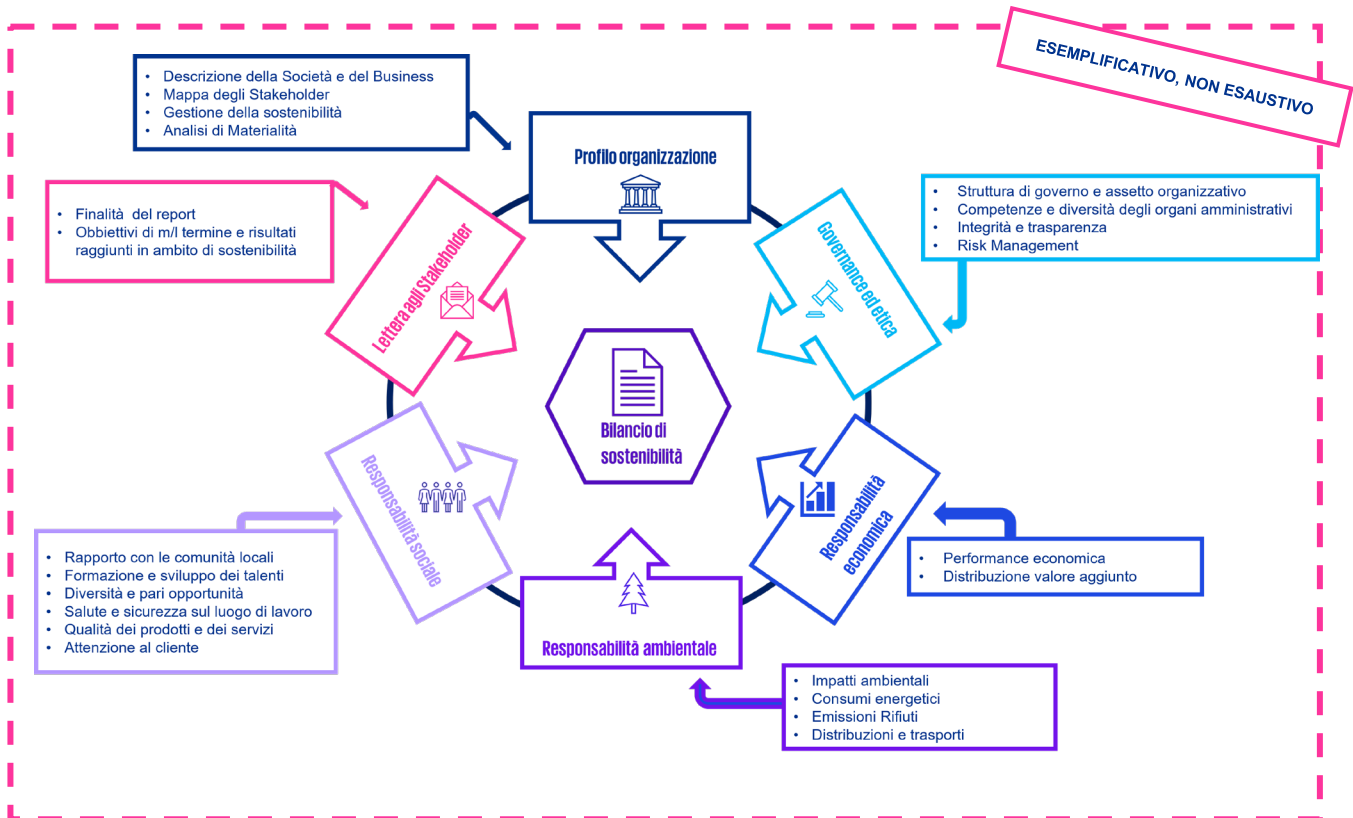 ESEMPLIFICATIVO, NON ESAUSTIVO
• Descrizione della Società e del Business
• Mappa degli Stakeholder
• Gestione della sostenibilità
• Analisi di Materialità
Profilo organizzazione
• Finalità del report
• Obbiettivi di m/l termine e risultati
raggiunti in ambito di sostenibilità
Lettera agli Stakeholder
• Struttura di governo e assetto organizzativo
• Competenze e diversità degli organi amministrativi
• Integrità e trasparenza
• Risk Management
Governance ed etica
Bilancio di
sostenibilità
Responsabilità sociale
• Rapporto con le comunità locali
• Formazione e sviluppo dei talenti
• Diversità e pari opportunità
• Salute e sicurezza sul luogo di lavoro
• Qualità dei prodotti e dei servizi
• Attenzione al cliente
Responsabilità
economica
• Performance economica
• Distribuzione valore aggiunto
Responsabilità ambientale
• Impatti ambientali
• Consumi energetici
• Emissioni Rifiuti
• Distribuzioni e trasporti